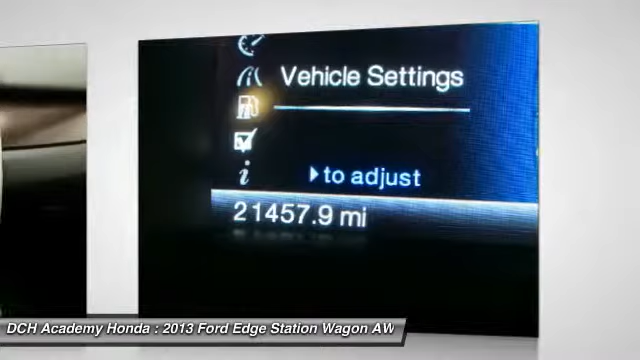 Vehicle Settings
to adjust
21457.9 mi
DCH Academy Honda : 2013 Ford Edge Station Wagon AW